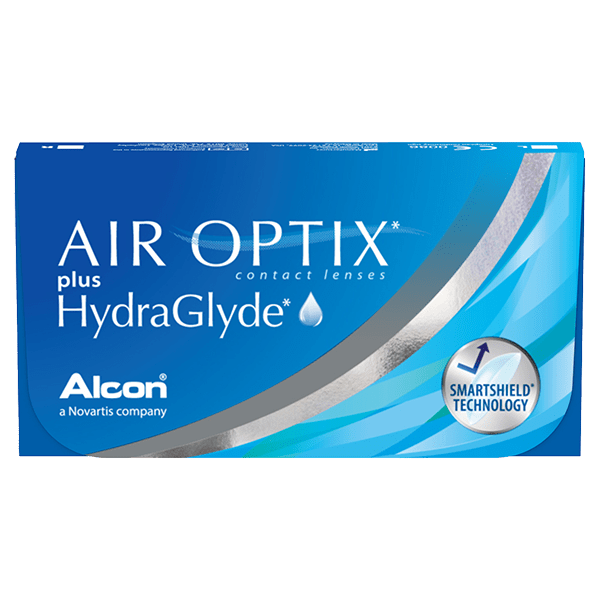 AIR OPTIX*
contact lenses
plus
HydraGlyde*
Alcon®
a Novartis company
SMARTSHIELD®
TECHNOLOGY